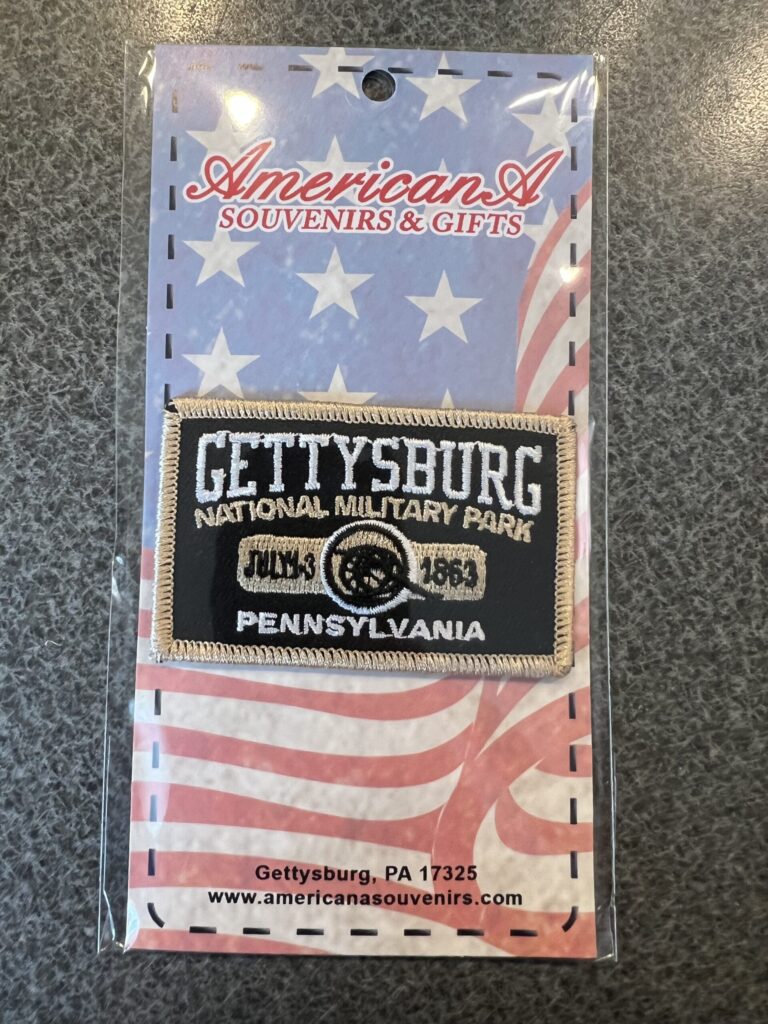 AmericanA
SOUVENIRS & GIFTS
GETTYSBURG
NATIONAL MILITARY PARK
JULY 1-3 1863
PENNSYLVANIA
Gettysburg, PA 17325
www.americanasouvenirs.com